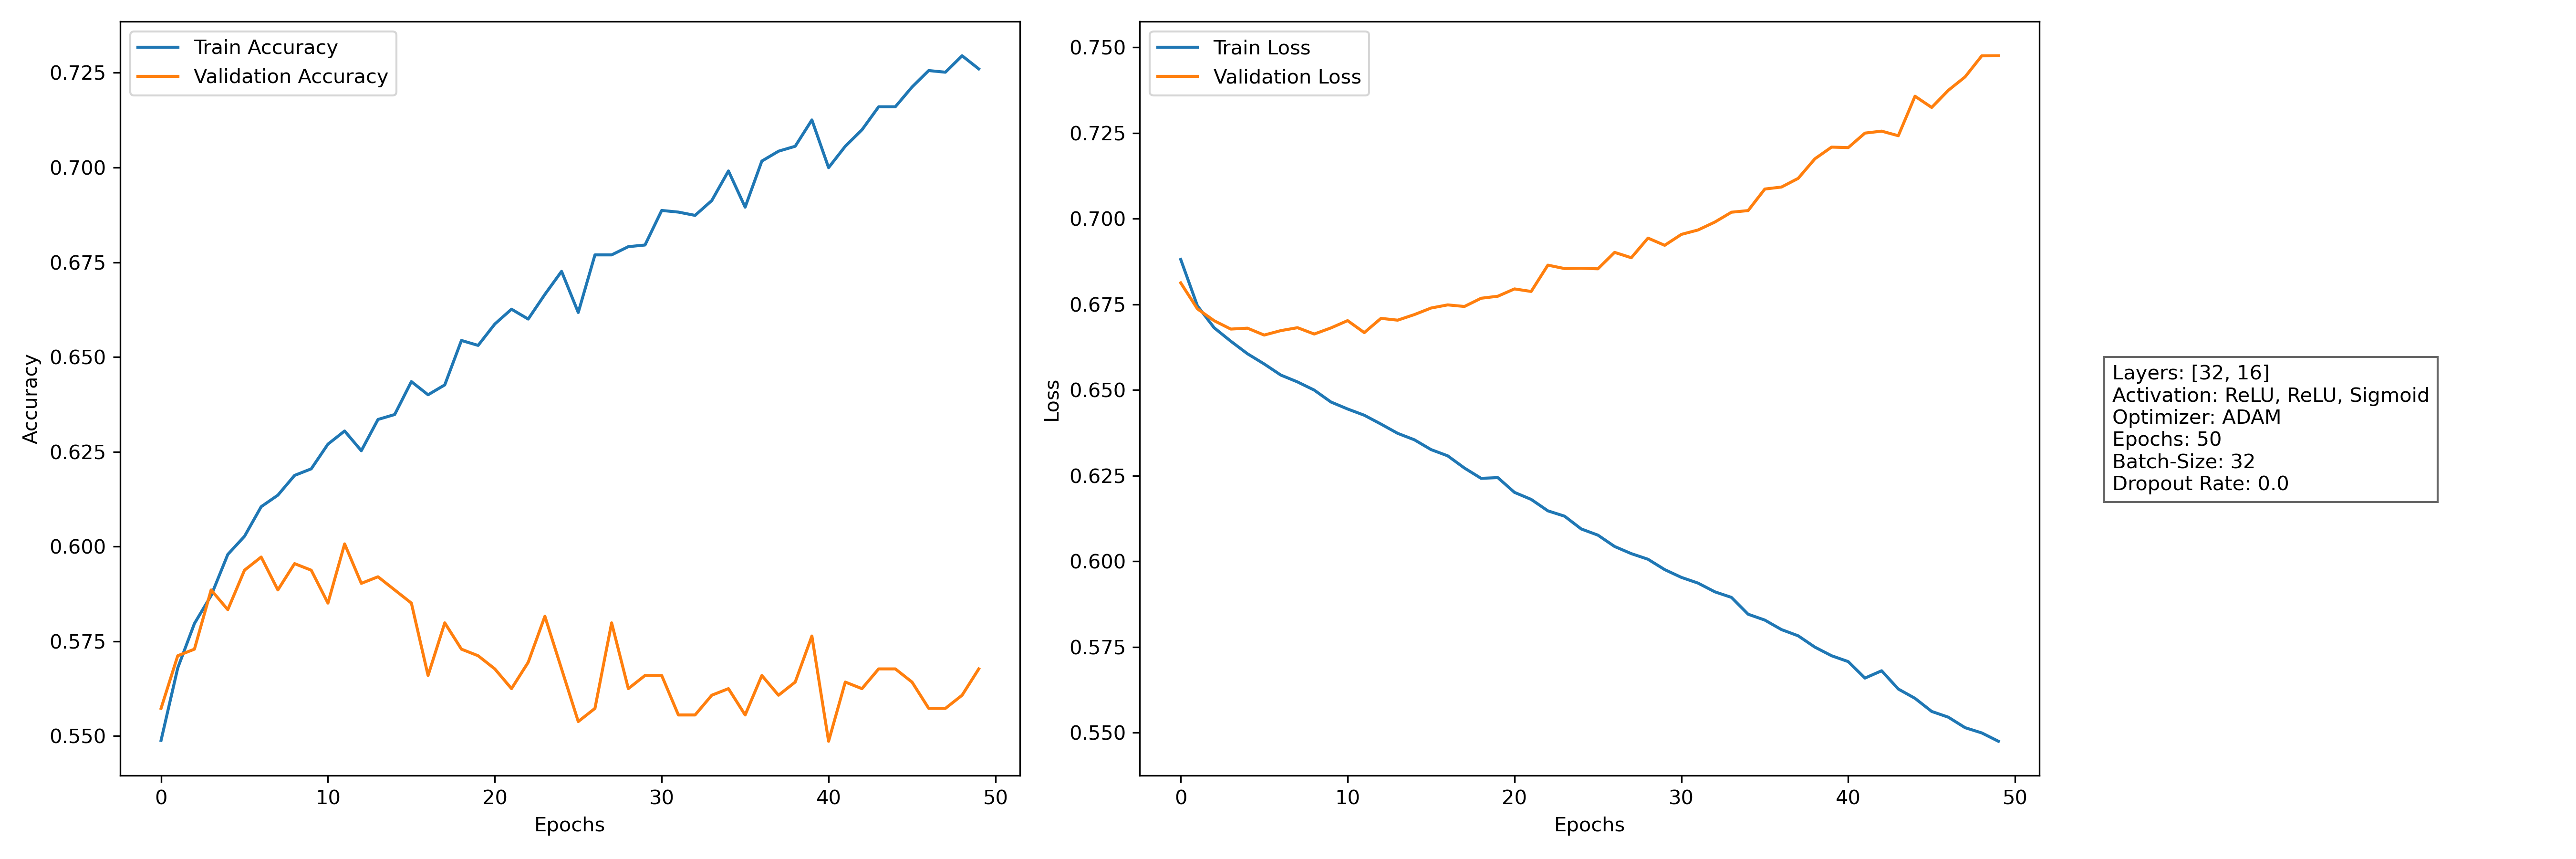 Train Accuracy
Validation Accuracy
0.725
0.700
0.675
0.650
0.625
0.600
0.575
0.550
Accuracy
0 10 20 30 40 50
Epochs
Train Loss
Validation Loss
0.750
0.725
0.700
0.675
0.650
0.625
0.600
0.575
0.550
Loss
0 10 20 30 40 50
Epochs
Layers: [32, 16]
Activation: ReLU, ReLU, Sigmoid
Optimizer: ADAM
Epochs: 50
Batch-Size: 32
Dropout Rate: 0.0